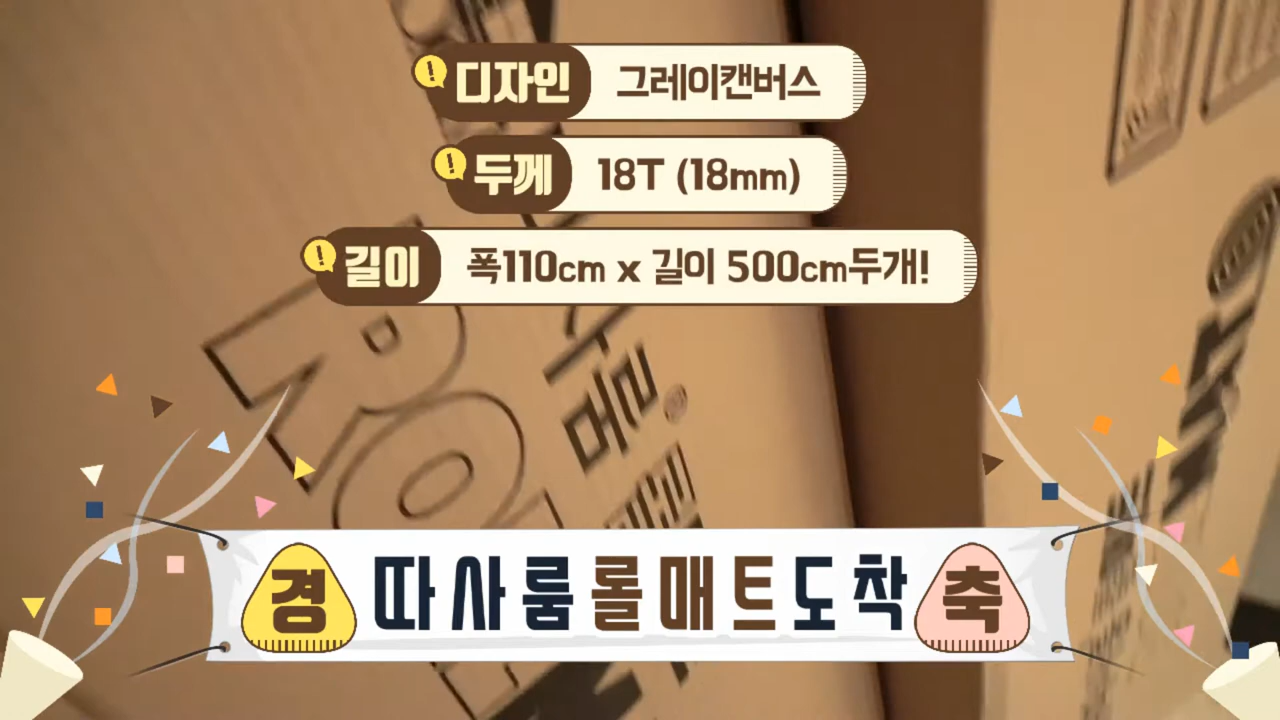 ! 디자인 그레이캔버스
! 두께 18T (18mm)
! 길이 폭110cm x 길이 500cm두개!
경 따사룸롤매트도착 축